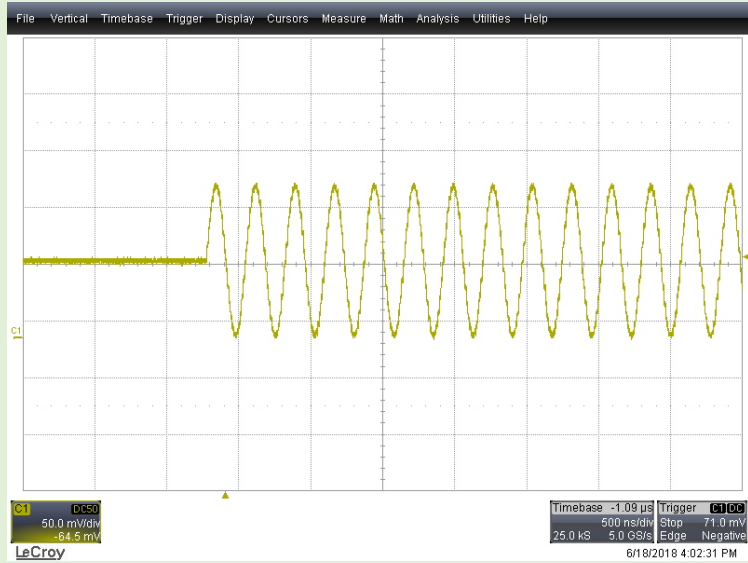 File Vertical Timebase Trigger Display Cursors Measure Math Analysis Utilities Help
C1
C1 DC50
50.0 mV/div
-64.5 mV
Timebase -1.09 µs
500 ns/div
25.0 kS 5.0 GS/s
Trigger C1 DC
Stop 71.0 mV
Edge Negative
LeCroy
6/18/2018 4:02:31 PM